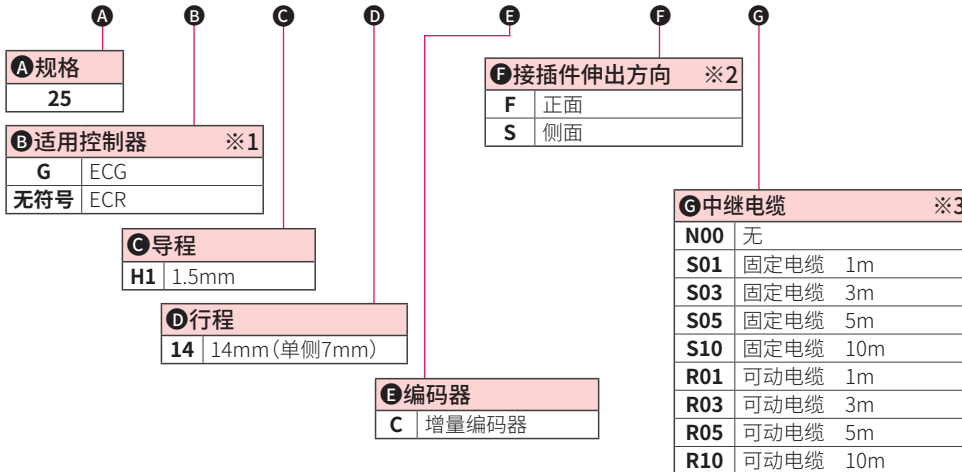 A B C D E F G
A规格
25
B适用控制器 ※1
G ECG
无符号 ECR
C导程
H1 1.5mm
D行程
14 14mm(单侧7mm)
E编码器
C 增量编码器
F接插件伸出方向 ※2
F 正面
S 侧面
G中继电缆 ※3
N00 无
S01 固定电缆 1m
S03 固定电缆 3m
S05 固定电缆 5m
S10 固定电缆 10m
R01 可动电缆 1m
R03 可动电缆 3m
R05 可动电缆 5m
R10 可动电缆 10m